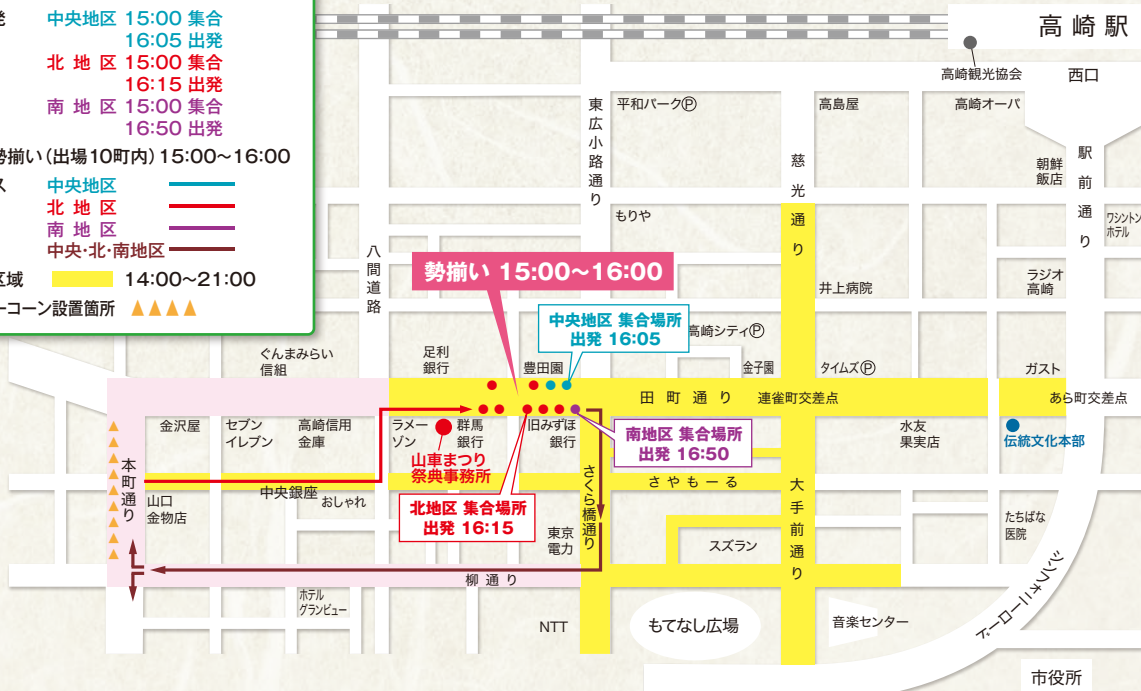 発 中央地区 15:00 集合
16:05 出発
北地区 15:00 集合
16:15 出発
南地区 15:00 集合
16:50 出発
勢揃い(出場10町内) 15:00〜16:00
ス 中央地区
北地区
南地区
中央・北・南地区
区域 14:00〜21:00
ーコーン設置箇所
高崎駅
高崎観光協会
西口
東広小路通り
平和パークⓅ
高島屋
高崎オーパ
慈光通り
朝鮮
飯店
駅前通り
もりや
ワシントン
ホテル
八間道路
勢揃い 15:00〜16:00
井上病院
ラジオ
高崎
中央地区 集合場所
出発 16:05
高崎シティⓅ
ぐんまみらい
信組
足利
銀行
豊田園
金子園
タイムズⓅ
ガスト
田町通り
連雀町交差点
あら町交差点
金沢屋
セブン
イレブン
高崎信用
金庫
ラメー
ゾン
群馬
銀行
旧みずほ
銀行
南地区 集合場所
出発 16:50
水友
果実店
伝統文化本部
山車まつり
祭典事務所
本町通り
中央銀座
さくら橋通り
さやもーる
大手前通り
山口
金物店
おしゃれ
北地区 集合場所
出発 16:15
東京
電力
スズラン
たちばな
医院
シンフォニーロード
柳通り
ホテル
グランビュー
NTT
もてなし広場
音楽センター
市役所